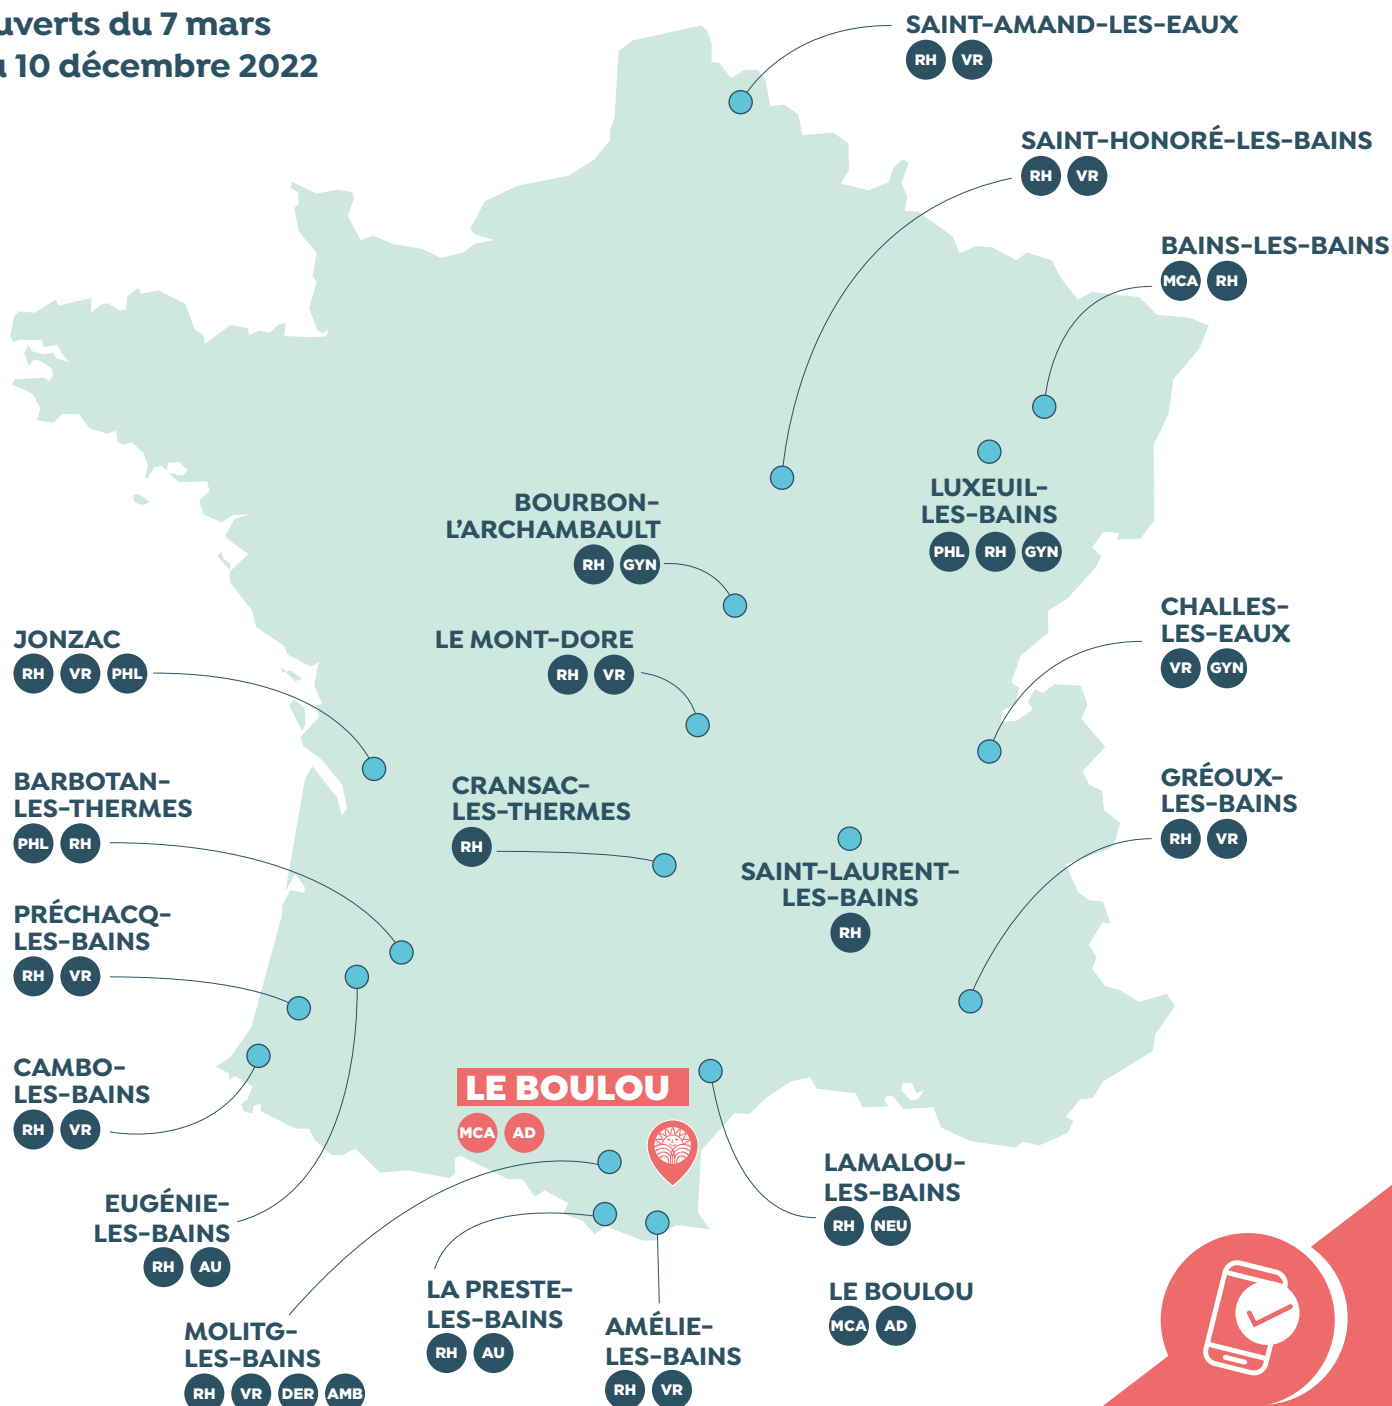 uverts du 7 mars
u 10 décembre 2022
SAINT-AMAND-LES-EAUX
RH VR
SAINT-HONORÉ-LES-BAINS
RH VR
BAINS-LES-BAINS
MCA RH
LUXEUIL-
LES-BAINS
PHL RH GYN
BOURBON-
L'ARCHAMBAULT
RH GYN
CHALLES-
LES-EAUX
VR GYN
JONZAC
RH VR PHL
LE MONT-DORE
RH VR
BARBOTAN-
LES-THERMES
PHL RH
CRANSAC-
LES-THERMES
RH
GRÉOUX-
LES-BAINS
RH VR
SAINT-LAURENT-
LES-BAINS
RH
PRÉCHACQ-
LES-BAINS
RH VR
CAMBO-
LES-BAINS
RH VR
LE BOULOU
MCA AD
LAMALOU-
LES-BAINS
RH NEU
EUGÉNIE-
LES-BAINS
RH AU
LA PRESTE-
LES-BAINS
RH AU
LE BOULOU
MCA AD
MOLITG-
LES-BAINS
RH VR DER AMB
AMÉLIE-
LES-BAINS
RH VR